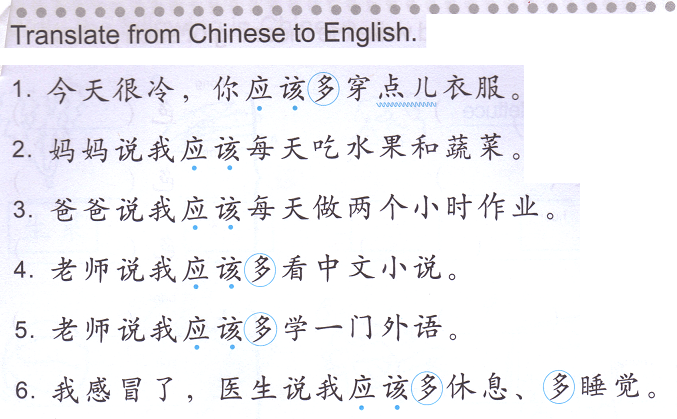 Translate from Chinese to English.
1. 今天很冷，你应该多穿点儿衣服。
2. 妈妈说我应该每天吃水果和蔬菜。
3. 爸爸说我应该每天做两个小时作业。
4. 老师说我应该多看中文小说。
5. 老师说我应该多学一门外语。
6. 我感冒了，医生说我应该多休息、多睡觉。